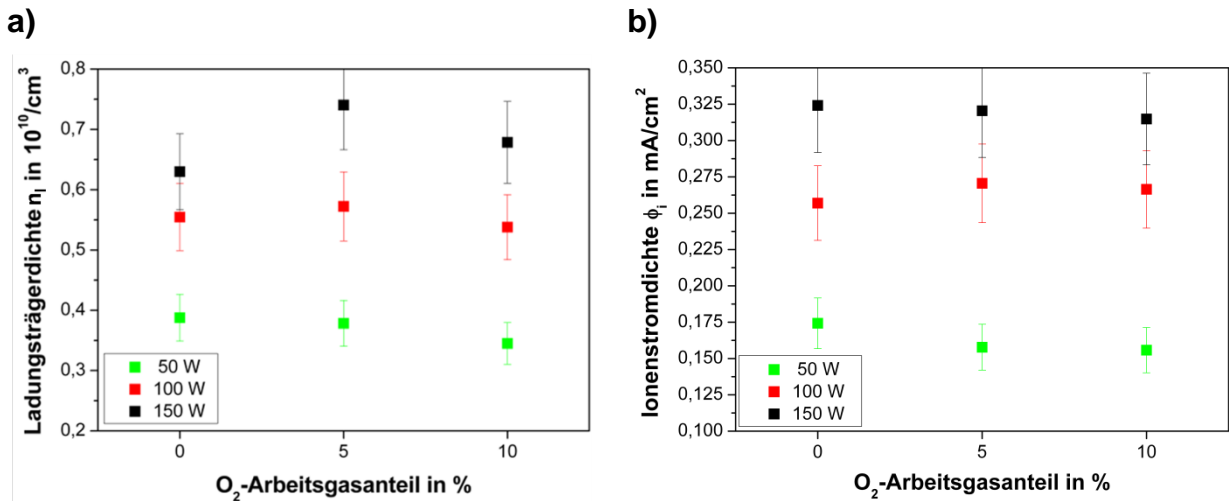 a)
Ladungsträgerdichte n_I in 10^10/cm^3
0,8
0,7
0,6
0,5
0,4
0,3
0,2
50 W
100 W
150 W
0
5
10
O_2-Arbeitsgasanteil in %
b)
Ionenstromdichte ϕ_i in mA/cm^2
0,350
0,325
0,300
0,275
0,250
0,225
0,200
0,175
0,150
0,125
0,100
50 W
100 W
150 W
0
5
10
O_2-Arbeitsgasanteil in %